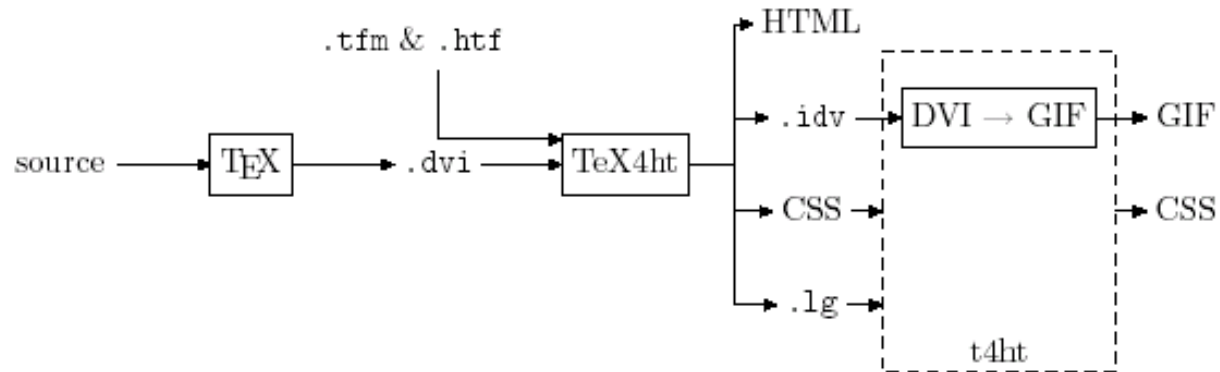 HTML
.tfm & .htf
.idv DVI → GIF GIF
source TEX .dvi TeX4ht
CSS CSS
.lg
t4ht